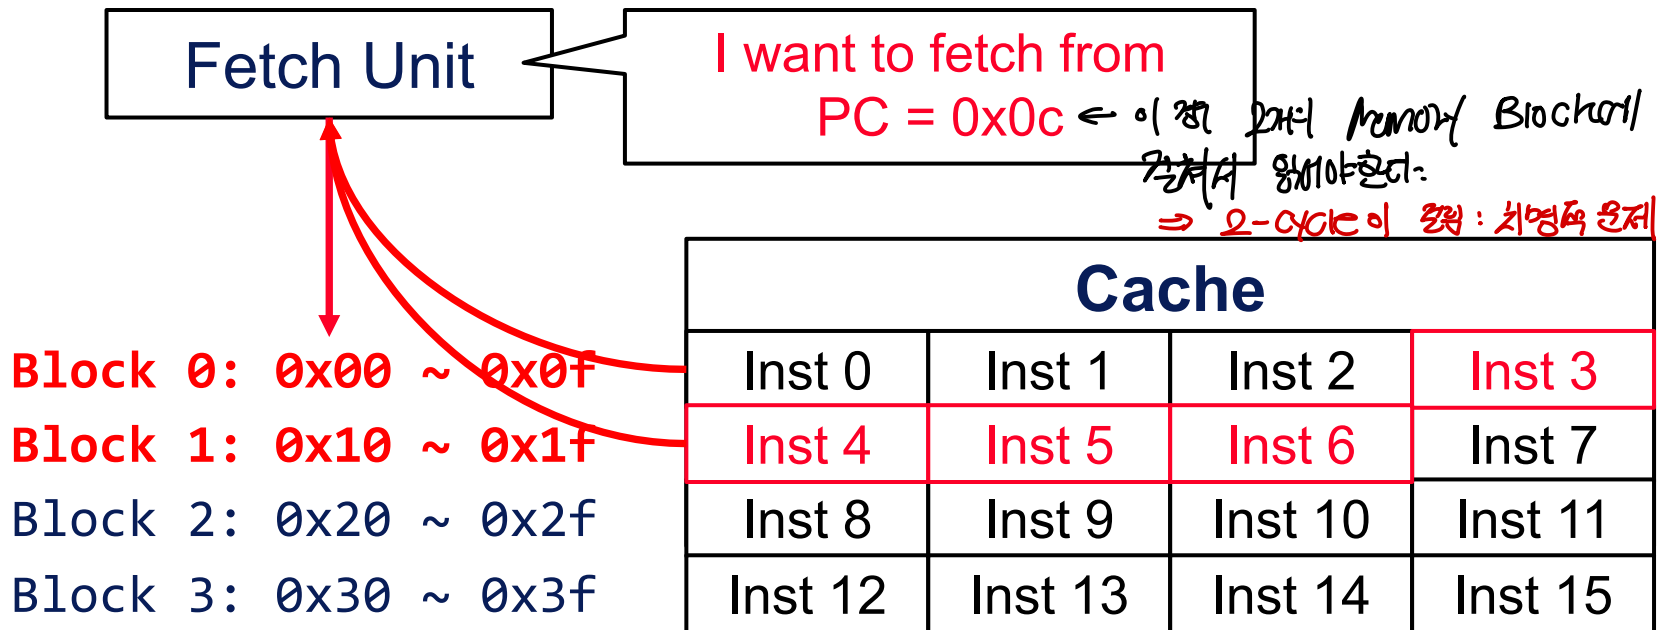 Fetch Unit
I want to fetch from
PC = 0x0c ← 이 경우 2개의 Memory Block에
걸쳐서 읽어야한다.
⇒ 2-cycle이 걸림 : 치명적 문제
Cache
Block 0: 0x00 ~ 0x0f Inst 0 Inst 1 Inst 2 Inst 3
Block 1: 0x10 ~ 0x1f Inst 4 Inst 5 Inst 6 Inst 7
Block 2: 0x20 ~ 0x2f Inst 8 Inst 9 Inst 10 Inst 11
Block 3: 0x30 ~ 0x3f Inst 12 Inst 13 Inst 14 Inst 15